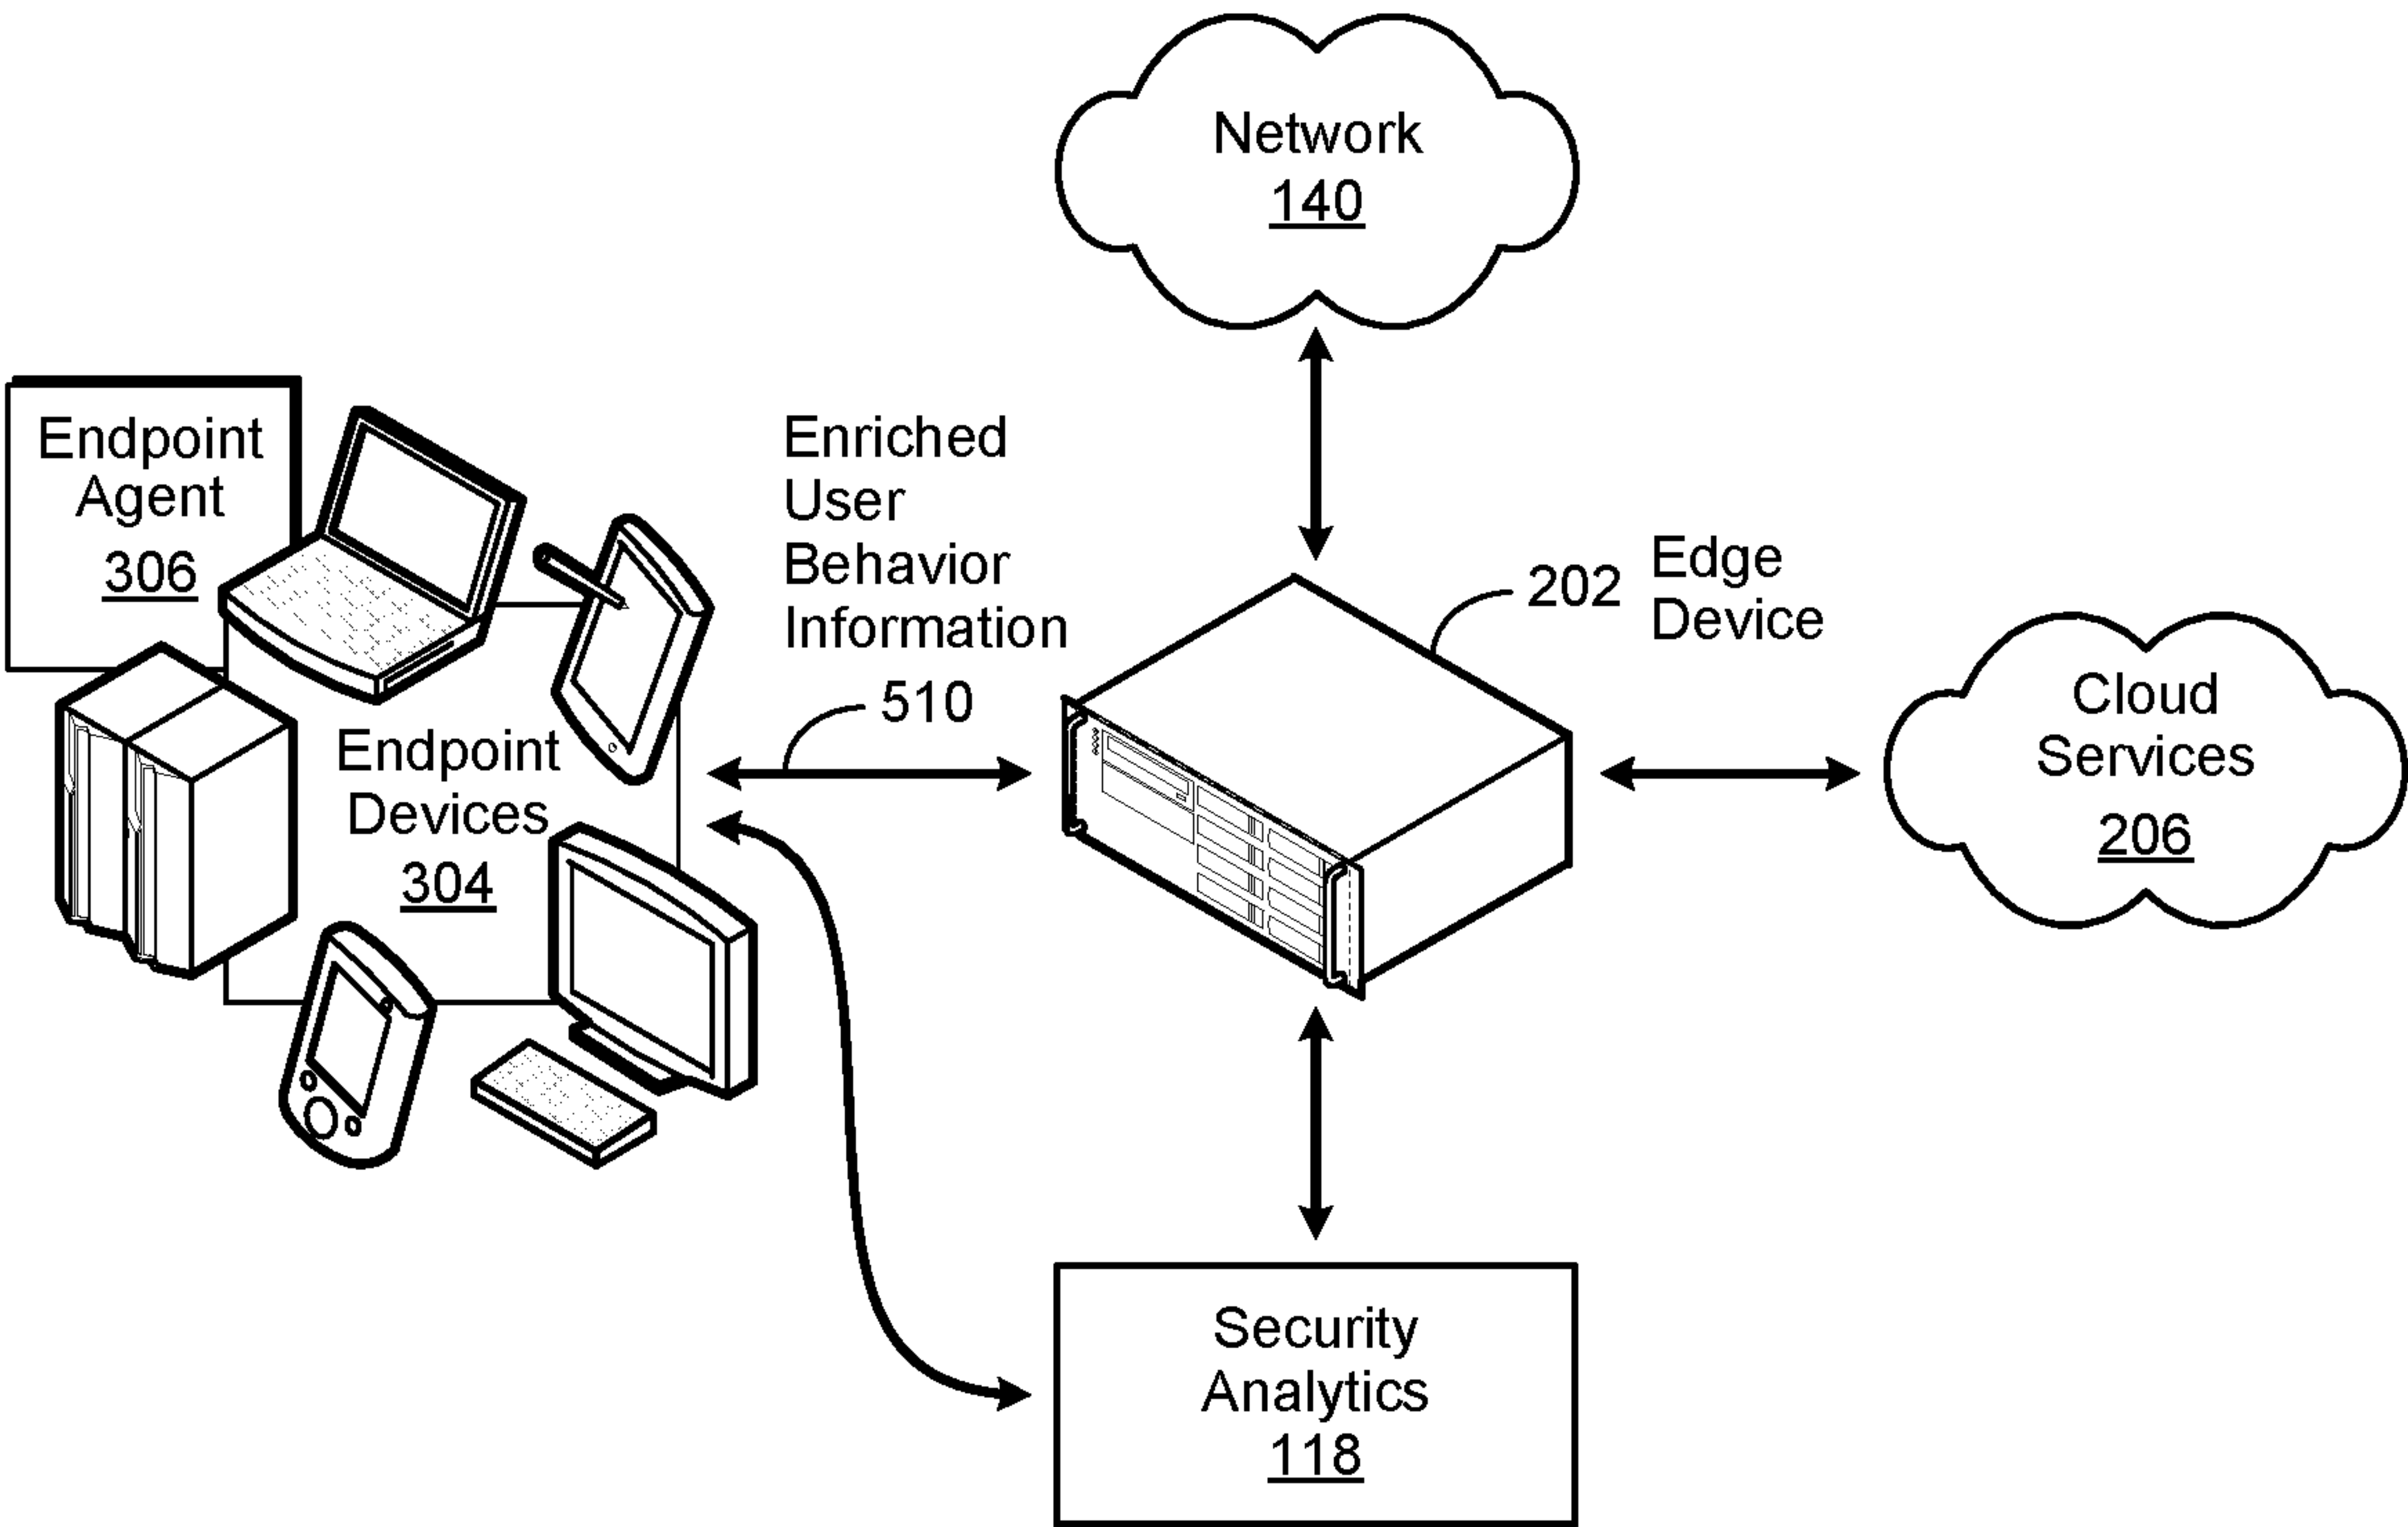 Network
140
Endpoint
Agent
306
Enriched
User
Behavior
Information
510
202
Edge
Device
Cloud
Services
206
Endpoint
Devices
304
Security
Analytics
118